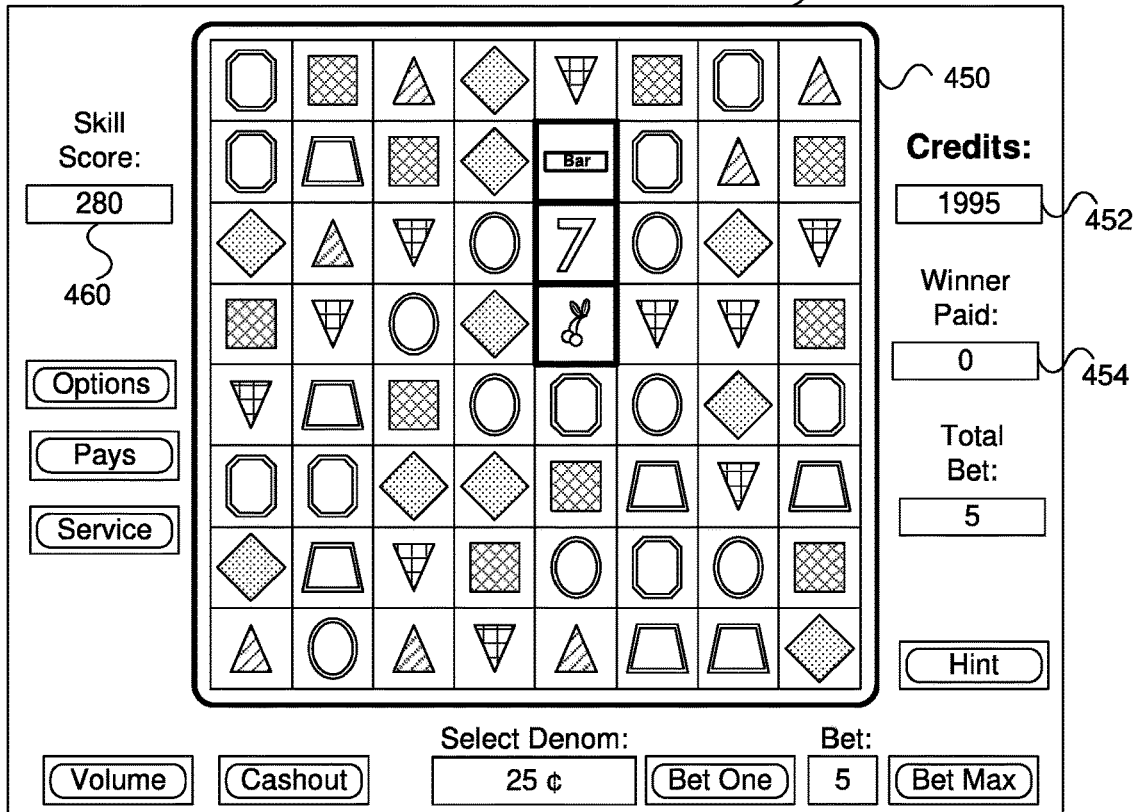 450
Skill
Score:
280
460
Bar
7
Credits:
1995
452
Winner
Paid:
0
454
Options
Pays
Service
Total
Bet:
5
Hint
Select Denom:
Bet:
Volume
Cashout
25 ¢
Bet One
5
Bet Max